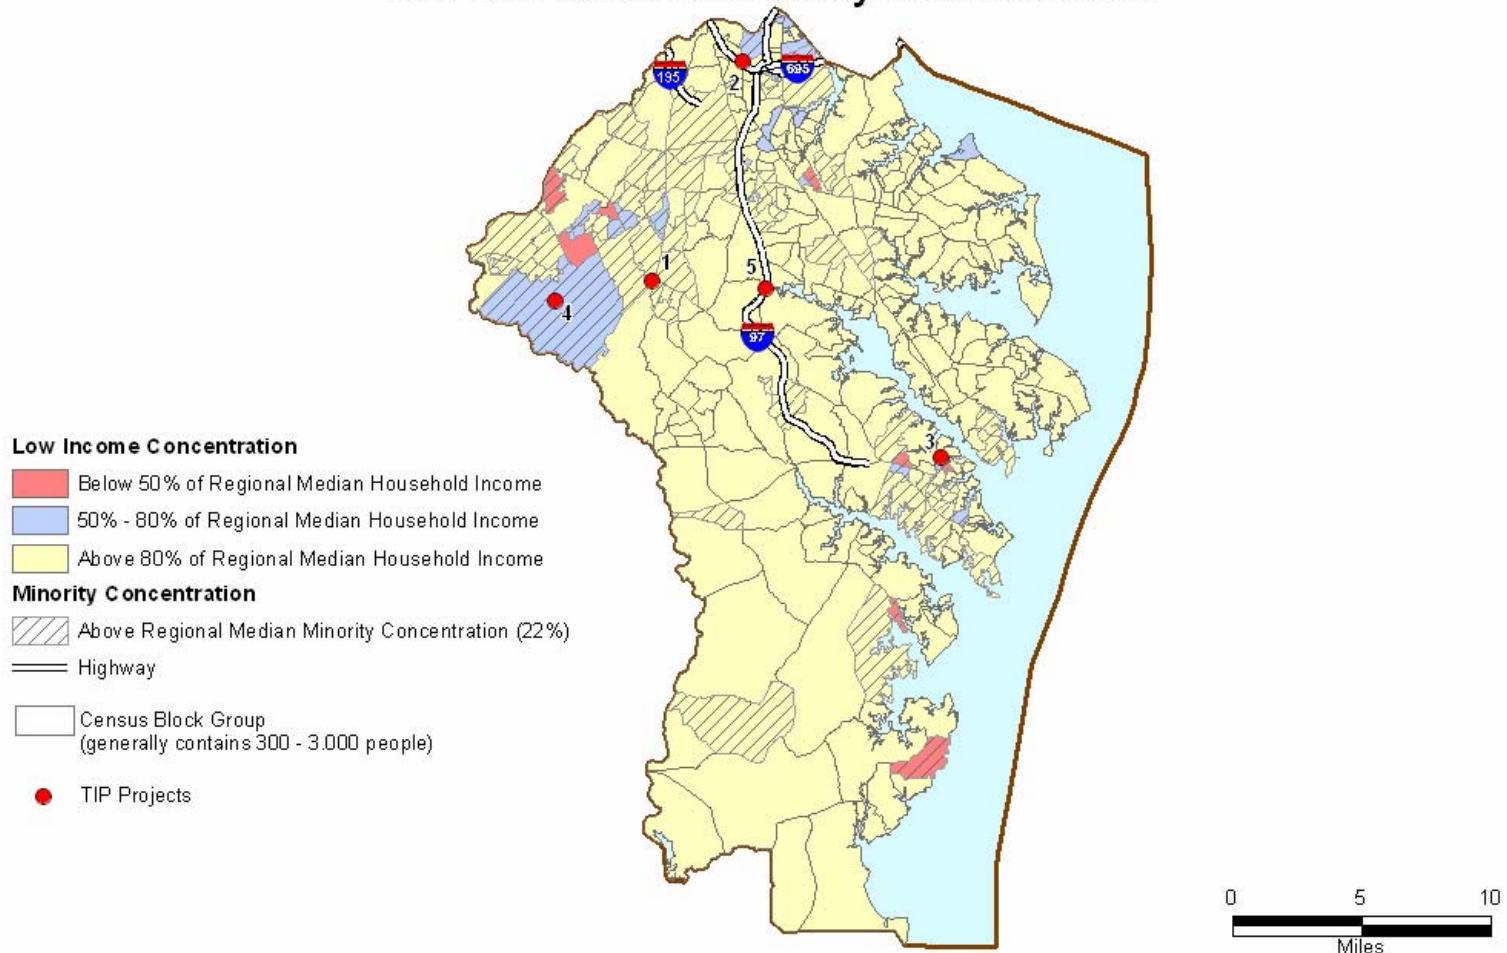 195
2
695
1
5
4
97
3
Low Income Concentration
Below 50% of Regional Median Household Income
50% - 80% of Regional Median Household Income
Above 80% of Regional Median Household Income
Minority Concentration
Above Regional Median Minority Concentration (22%)
Highway
Census Block Group
(generally contains 300 - 3.000 people)
TIP Projects
0 5 10
Miles